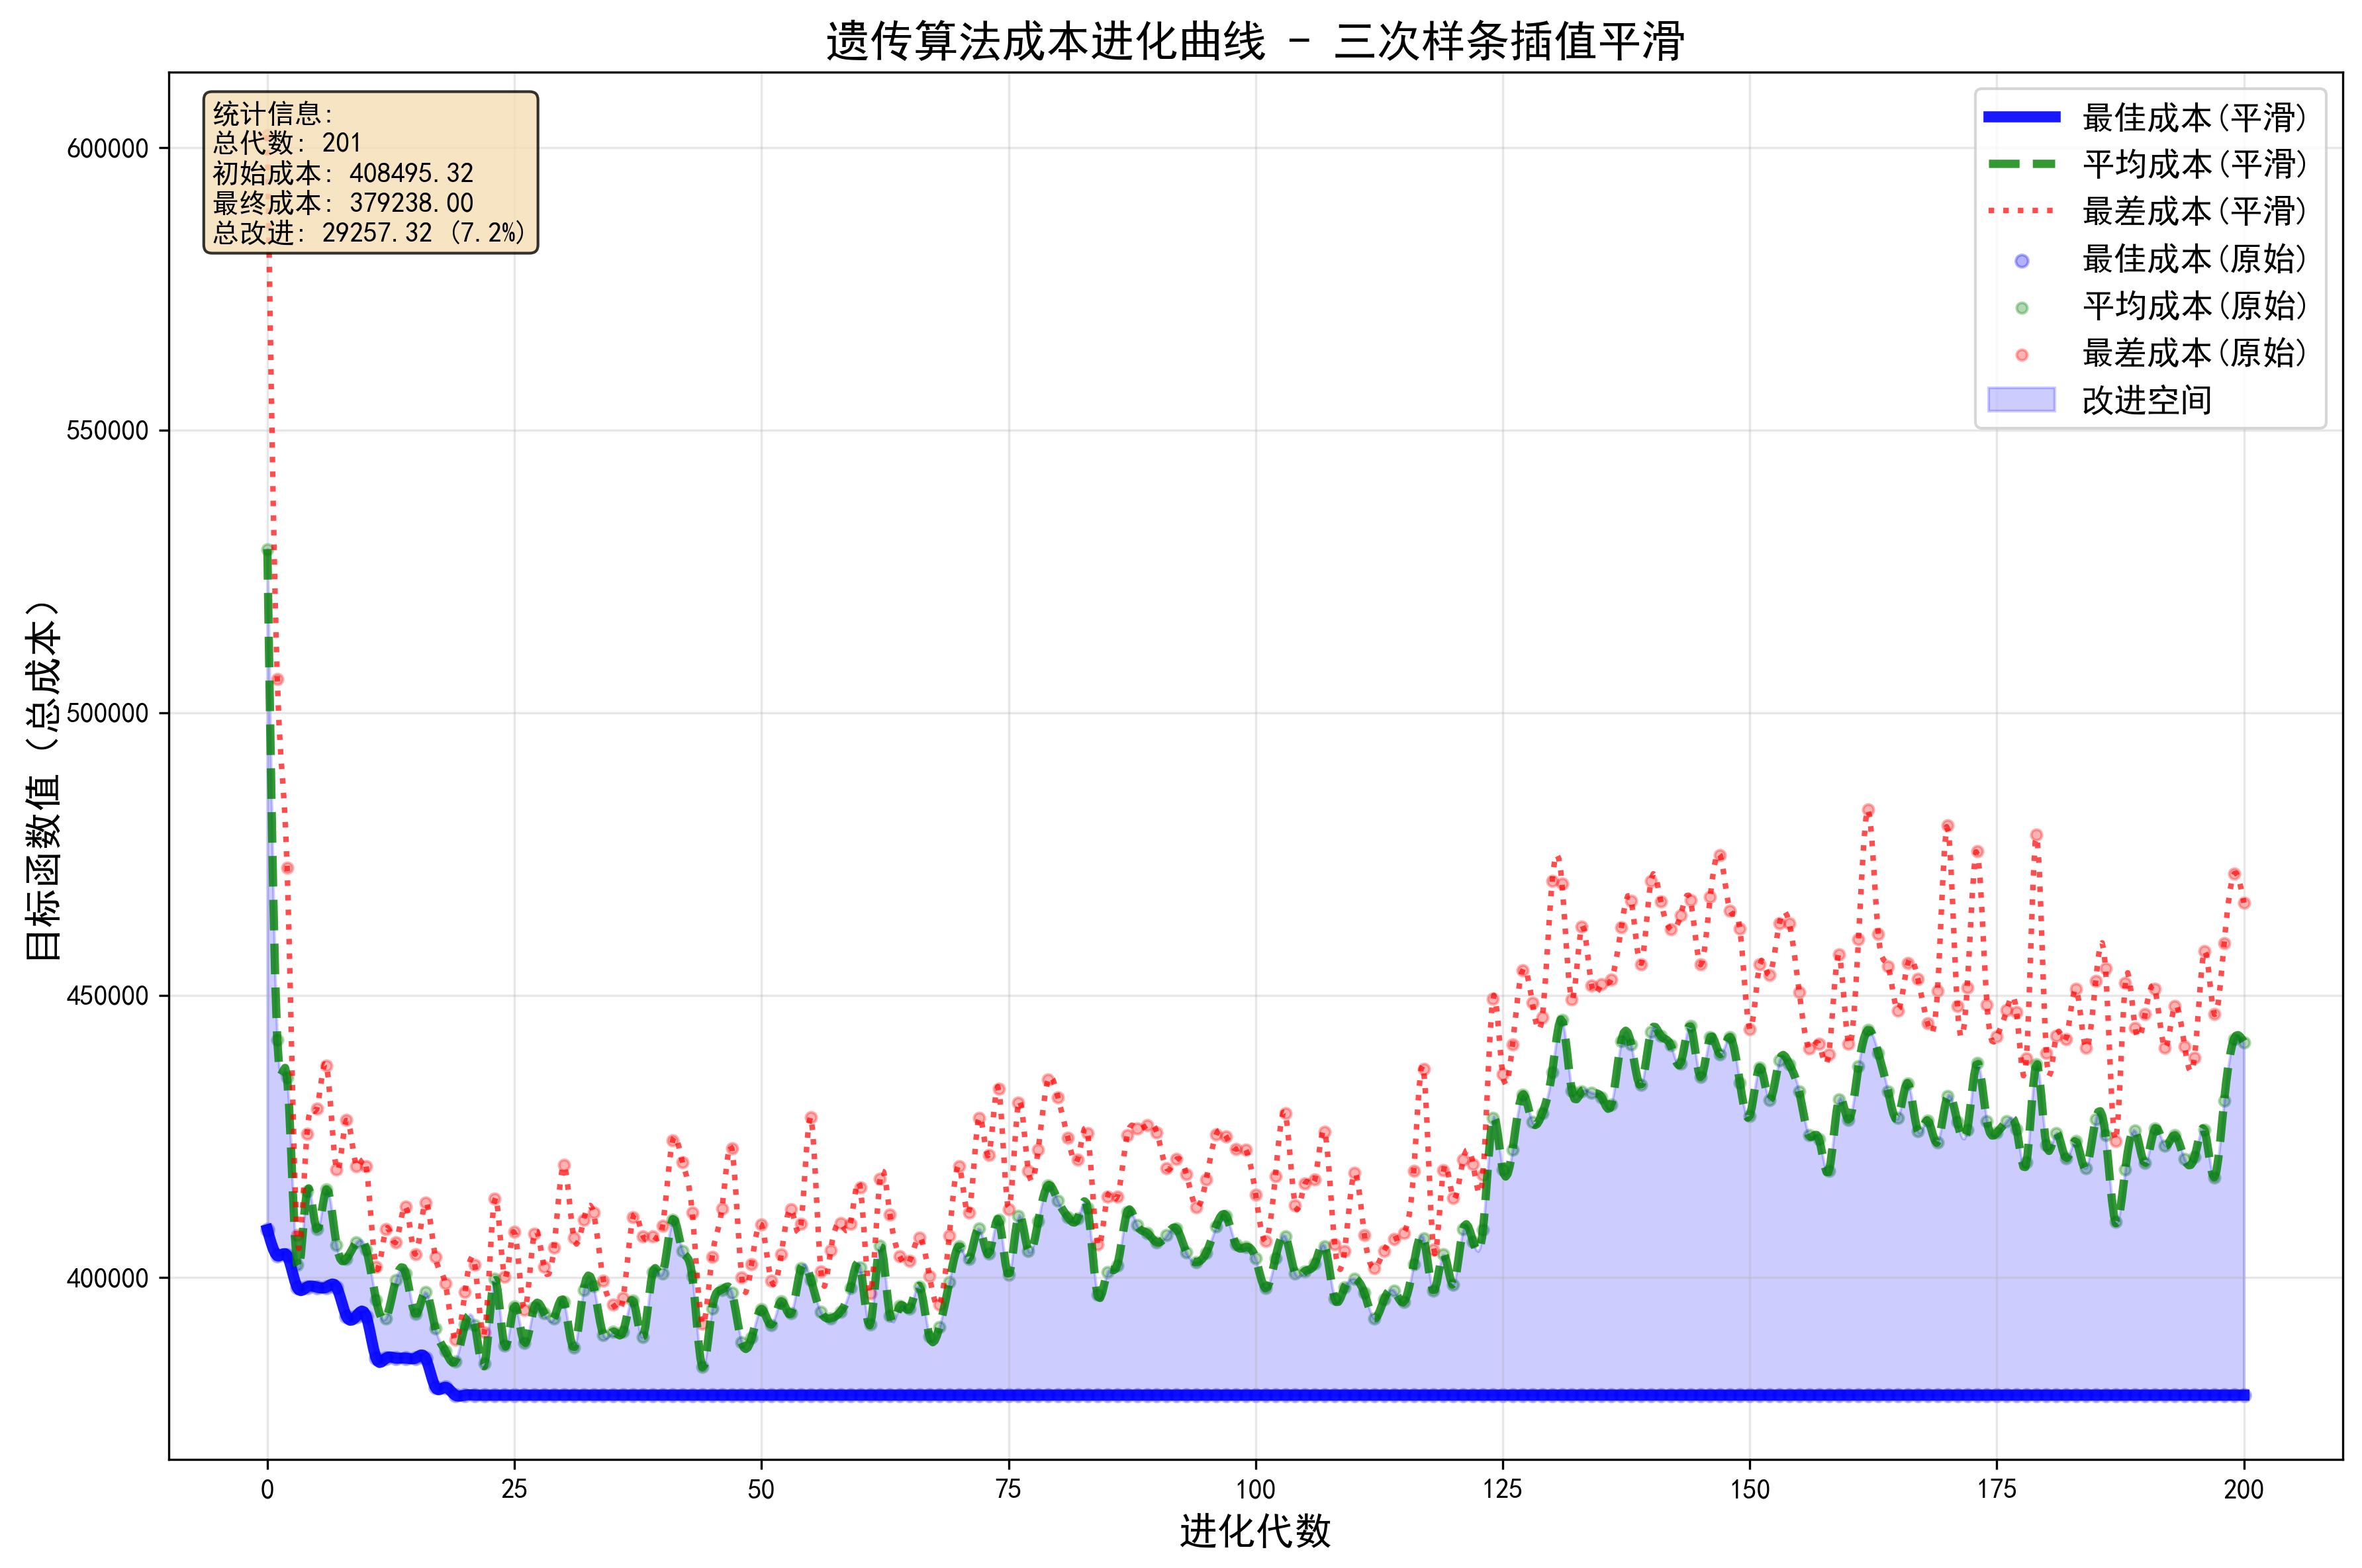 遗传算法成本进化曲线 - 三次样条插值平滑
统计信息:
总代数: 201
初始成本: 408495.32
最终成本: 379238.00
总改进: 29257.32 (7.2%)
最佳成本(平滑)
平均成本(平滑)
最差成本(平滑)
最佳成本(原始)
平均成本(原始)
最差成本(原始)
改进空间
目标函数值（总成本）
600000
550000
500000
450000
400000
0
25
50
75
100
125
150
175
200
进化代数